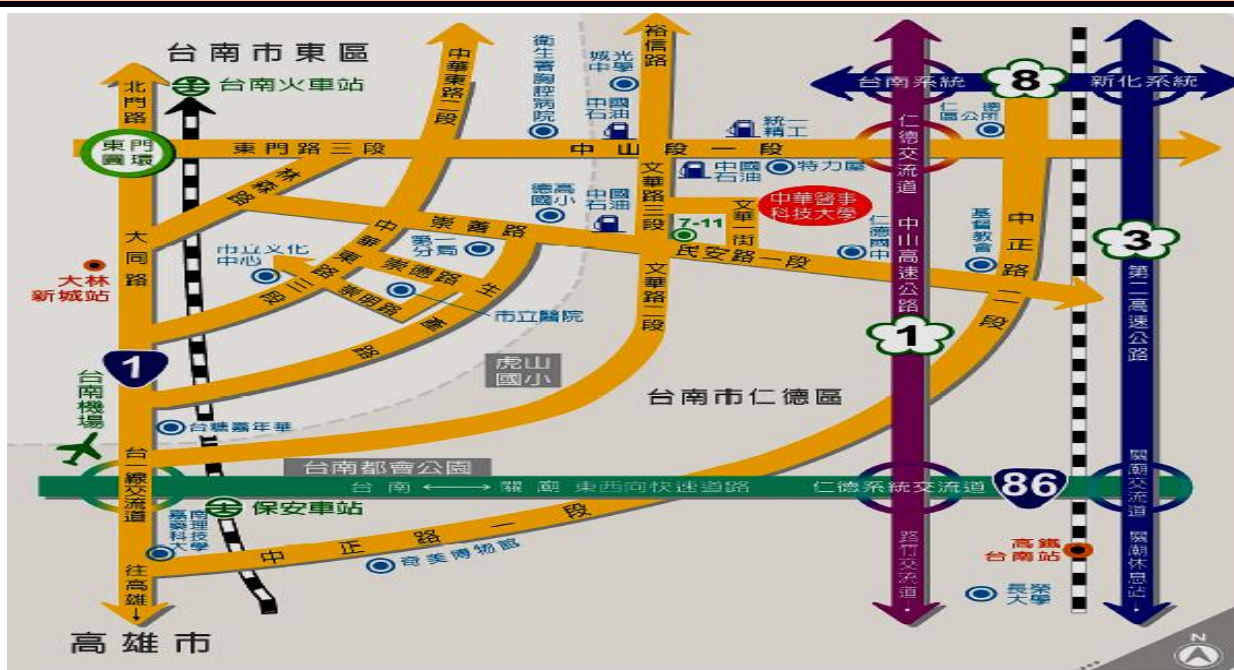 台南市東區
台南火車站
北門路
東門
圓環
東門路三段
中華東路二段
衛生署胸腔病院
城光
中學
中國
石油
裕信路
統一
精工
中山路一段
中國
石油
特力屋
台南系統
8
新化系統
仁德
區公所
仁德交流道
林森路
德高
國小
中國
石油
文華路三段
7-11
文華一街
中華醫事
科技大學
仁德
國中
中山高速公路
基督教會
中正路二段
3
第二高速公路
大同路
大林
新城站
市立文化
中心
中華東路三段
第一
分局
崇善路
崇德路
崇明路
市立醫院
生產路
民安路一段
文華路二段
1
台南機場
虎山
國小
台南市仁德區
1
台糖嘉年華
台南都會公園
台一線交流道
台南 ←→ 關廟 東西向快速道路
仁德系統交流道
86
關廟交流道
保安車站
嘉南
藥理
科技
大學
中正路一段
奇美博物館
路竹交流道
高鐵
台南站
長榮
大學
關廟休息站
往高雄
高雄市
N